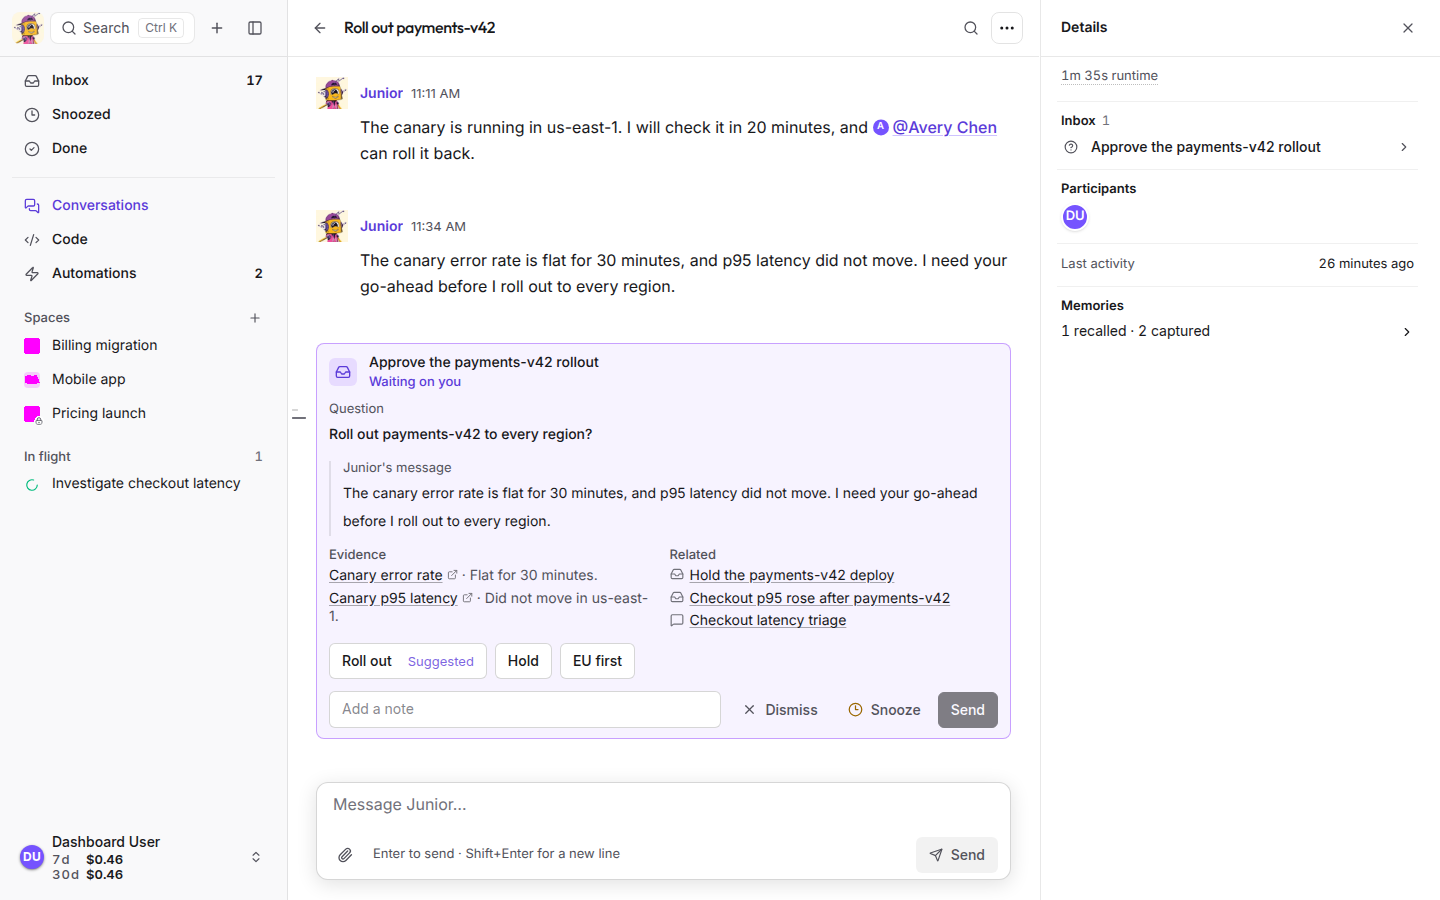 Search Ctrl K
Inbox 17
Snoozed
Done
Conversations
Code
Automations 2
Spaces
Billing migration
Mobile app
Pricing launch
In flight 1
Investigate checkout latency
DU
Dashboard User
7d $0.46
30d $0.46
Roll out payments-v42
Junior 11:11 AM
The canary is running in us-east-1. I will check it in 20 minutes, and A @Avery Chen
can roll it back.
Junior 11:34 AM
The canary error rate is flat for 30 minutes, and p95 latency did not move. I need your
go-ahead before I roll out to every region.
Approve the payments-v42 rollout
Waiting on you
Question
Roll out payments-v42 to every region?
Junior's message
The canary error rate is flat for 30 minutes, and p95 latency did not move. I need your go-ahead
before I roll out to every region.
Evidence
Canary error rate · Flat for 30 minutes.
Canary p95 latency · Did not move in us-east-
1.
Related
Hold the payments-v42 deploy
Checkout p95 rose after payments-v42
Checkout latency triage
Roll out Suggested
Hold
EU first
Add a note
Dismiss
Snooze
Send
Message Junior...
Enter to send · Shift+Enter for a new line
Send
Details
1m 35s runtime
Inbox 1
Approve the payments-v42 rollout
Participants
DU
Last activity 26 minutes ago
Memories
1 recalled · 2 captured